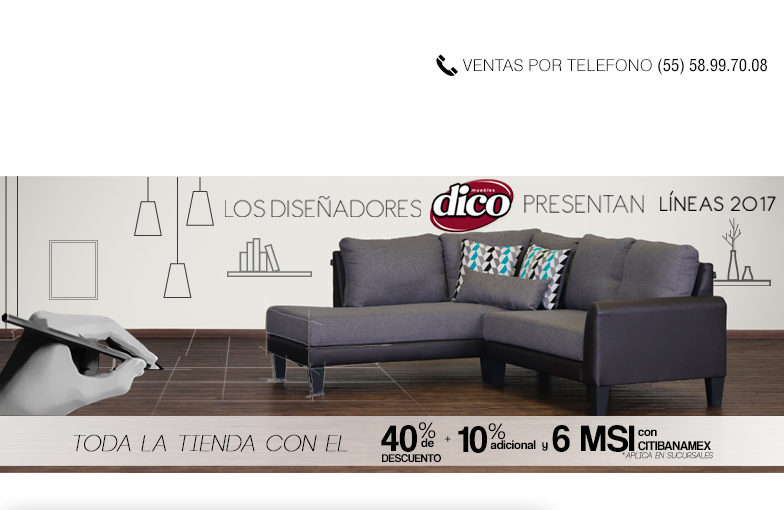 VENTAS POR TELEFONO (55) 58.99.70.08
LOS DISEÑADORES muebles dico PRESENTAN LÍNEAS 2017
TODA LA TIENDA CON EL 40% de DESCUENTO + 10% adicional y 6 MSI con CITIBANAMEX
*APLICA EN SUCURSALES